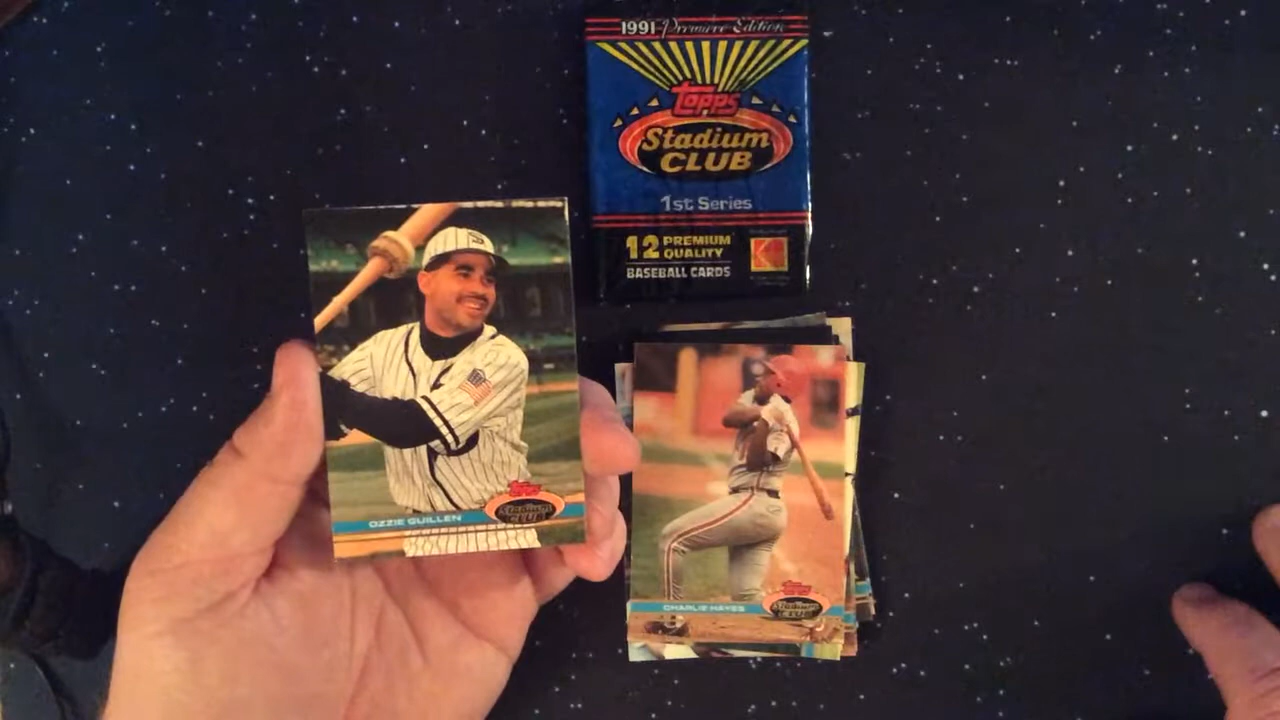 1991 Premiere Edition
Topps
Stadium
CLUB
1st Series
12 PREMIUM
QUALITY
BASEBALL CARDS
Topps
Stadium
CLUB
OZZIE GUILLEN
Topps
Stadium
CLUB
CHARLIE HAYES